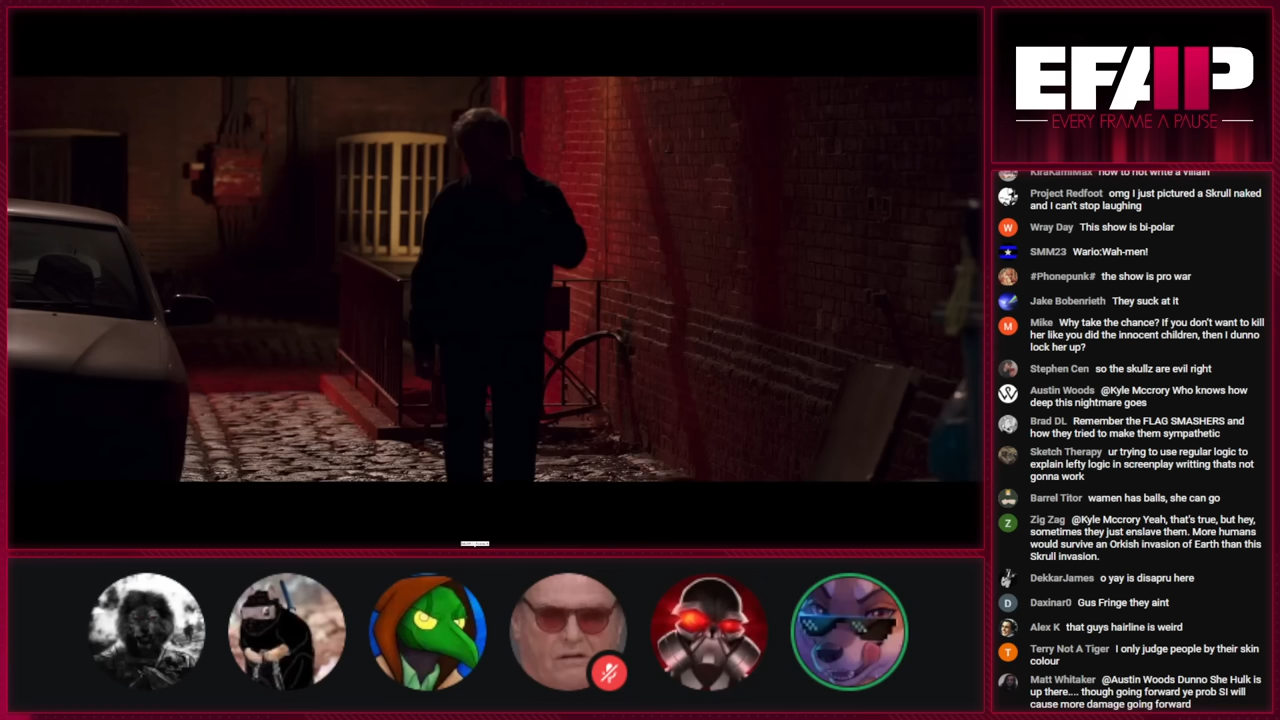 EFAP
EVERY FRAME A PAUSE
KiraKamiMax how to not write a villain
Project Redfoot omg I just pictured a Skrull naked
and I can't stop laughing
W
Wray Day This show is bi-polar
SMM23 Wario:Wah-men!
#Phonepunk# the show is pro war
Jake Bobenrieth They suck at it
M
Mike Why take the chance? If you don't want to kill
her like you did the innocent children, then I dunno
lock her up?
Stephen Cen so the skullz are evil right
Austin Woods @Kyle Mccrory Who knows how
deep this nightmare goes
Brad DL Remember the FLAG SMASHERS and
how they tried to make them sympathetic
Sketch Therapy ur trying to use regular logic to
explain lefty logic in screenplay writting thats not
gonna work
Barrel Titor wamen has balls, she can go
Z
Zig Zag @Kyle Mccrory Yeah, that's true, but hey,
sometimes they just enslave them. More humans
would survive an Orkish invasion of Earth than this
Skrull invasion.
DekkarJames o yay is disapru here
D
Daxinar0 Gus Fringe they aint
Alex K that guys hairline is weird
T
Terry Not A Tiger I only judge people by their skin
colour
Matt Whitaker @Austin Woods Dunno She Hulk is
up there.... though going forward ye prob SI will
cause more damage going forward